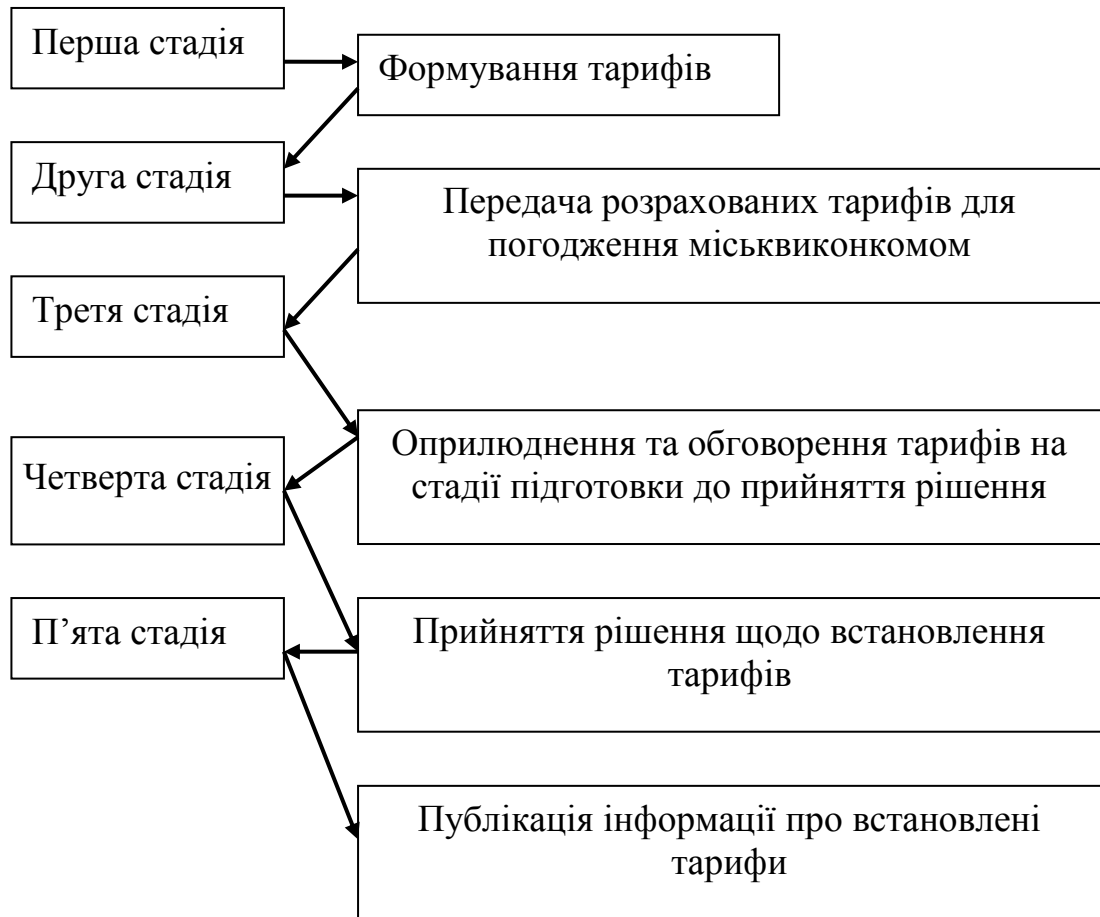 Перша стадія
Формування тарифів
Друга стадія
Передача розрахованих тарифів для
погодження міськвиконкомом
Третя стадія
Оприлюднення та обговорення тарифів на
стадії підготовки до прийняття рішення
Четверта стадія
Прийняття рішення щодо встановлення
тарифів
П’ята стадія
Публікація інформації про встановлені
тарифи